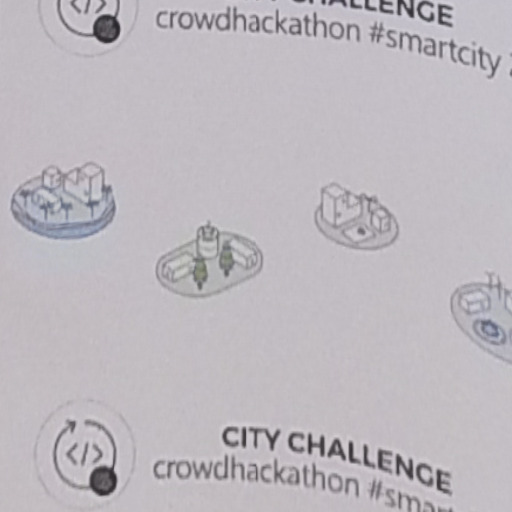 CHALLENGE
</>
crowdhackathon #smartcity
</>
CITY CHALLENGE
crowdhackathon